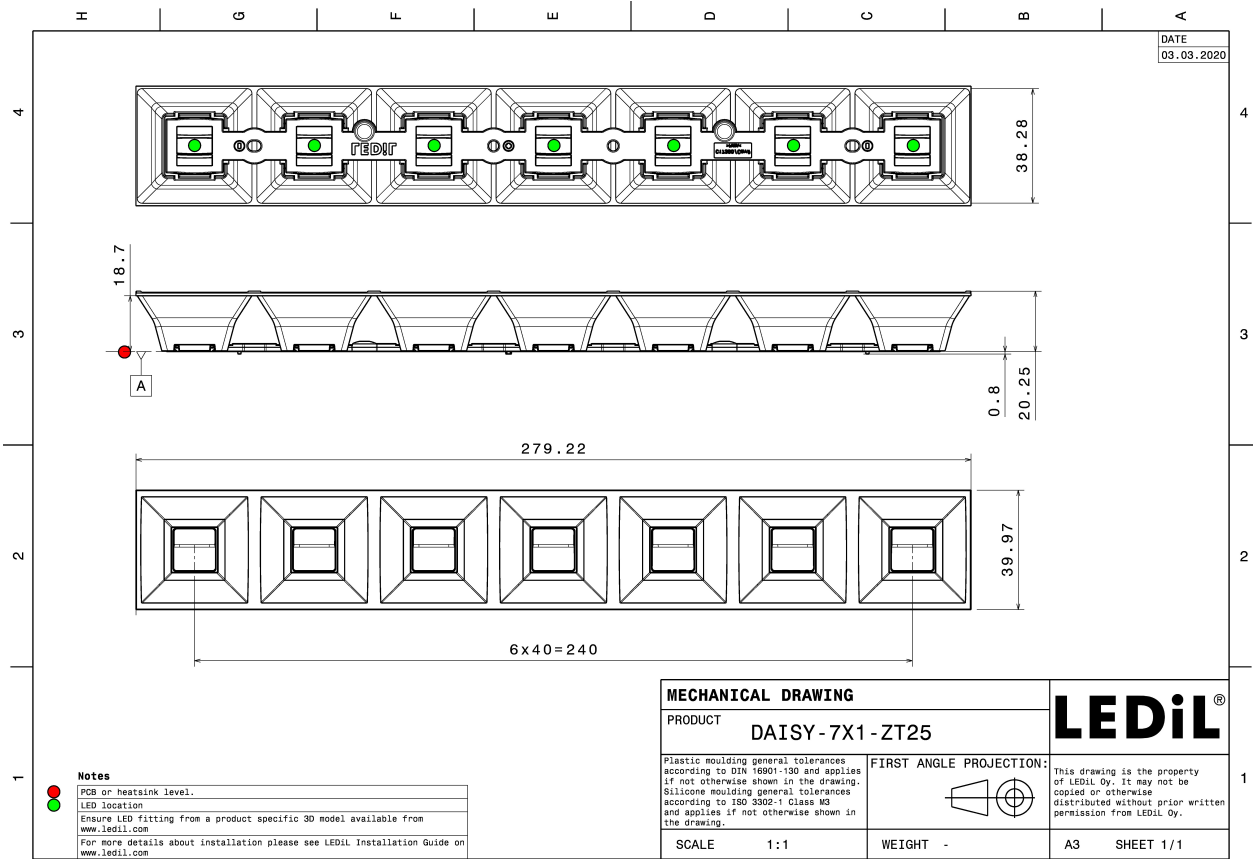 H G F E D C B A
DATE
03.03.2020
4
4
38.28
LEDiL
18.7
3
3
A
0.8
20.25
279.22
2
2
39.97
6x40=240
MECHANICAL DRAWING
PRODUCT
DAISY-7X1-ZT25
LEDiL®
Plastic moulding general tolerances
according to DIN 16901-130 and applies
if not otherwise shown in the drawing.
Silicone moulding general tolerances
according to ISO 3302-1 Class M3
and applies if not otherwise shown in
the drawing.
FIRST ANGLE PROJECTION:
This drawing is the property
of LEDiL Oy. It may not be
copied or otherwise
distributed without prior written
permission from LEDiL Oy.
1
1
Notes
PCB or heatsink level.
LED location
Ensure LED fitting from a product specific 3D model available from
www.ledil.com
For more details about installation please see LEDiL Installation Guide on
www.ledil.com
SCALE 1:1
WEIGHT -
A3 SHEET 1/1